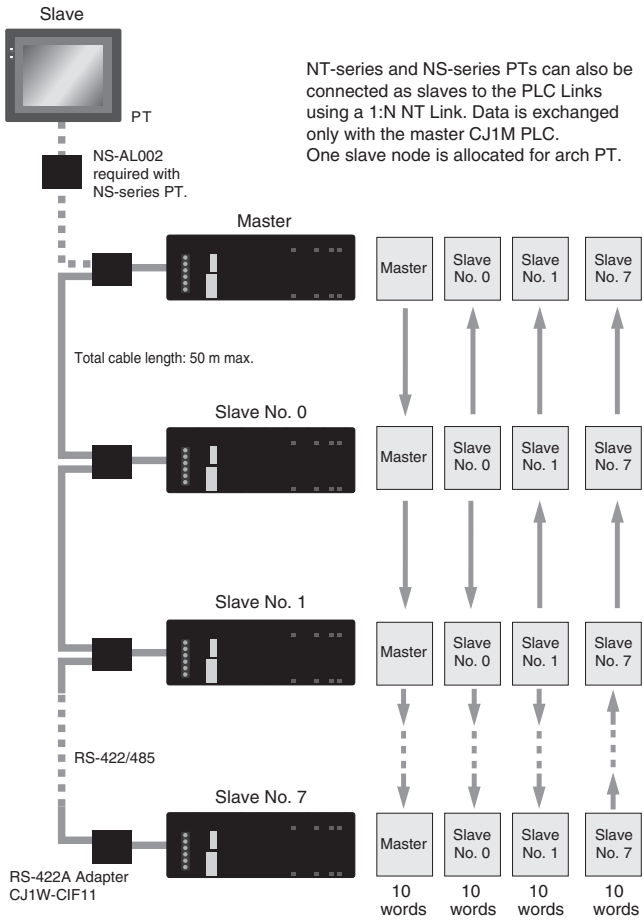 Slave
NT-series and NS-series PTs can also be
connected as slaves to the PLC Links
using a 1:N NT Link. Data is exchanged
only with the master CJ1M PLC.
One slave node is allocated for arch PT.
PT
NS-AL002
required with
NS-series PT.
Master
Master
Slave
No. 0
Slave
No. 1
Slave
No. 7
Total cable length: 50 m max.
Slave No. 0
Master
Slave
No. 0
Slave
No. 1
Slave
No. 7
Slave No. 1
Master
Slave
No. 0
Slave
No. 1
Slave
No. 7
RS-422/485
Slave No. 7
Master
Slave
No. 0
Slave
No. 1
Slave
No. 7
RS-422A Adapter
CJ1W-CIF11
10
words
10
words
10
words
10
words